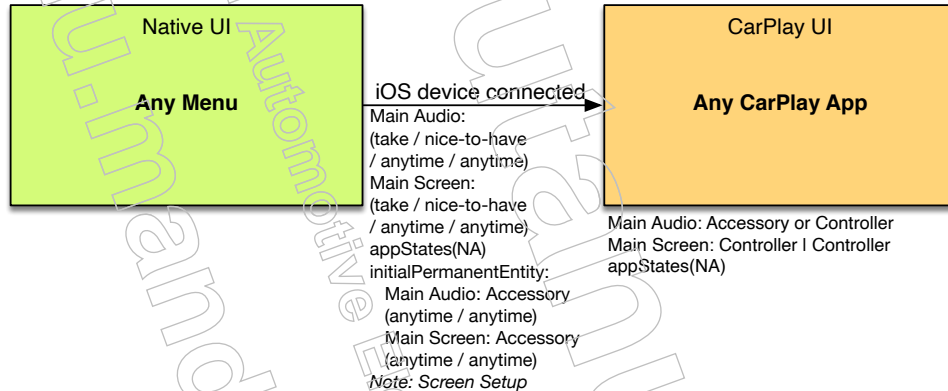 Native UI
Any Menu
iOS device connected
Main Audio:
(take / nice-to-have
/ anytime / anytime)
Main Screen:
(take / nice-to-have
/ anytime / anytime)
appStates(NA)
initialPermanentEntity:
Main Audio: Accessory
(anytime / anytime)
Main Screen: Accessory
(anytime / anytime)
Note: Screen Setup
CarPlay UI
Any CarPlay App
Main Audio: Accessory or Controller
Main Screen: Controller | Controller
appStates(NA)
Automotive